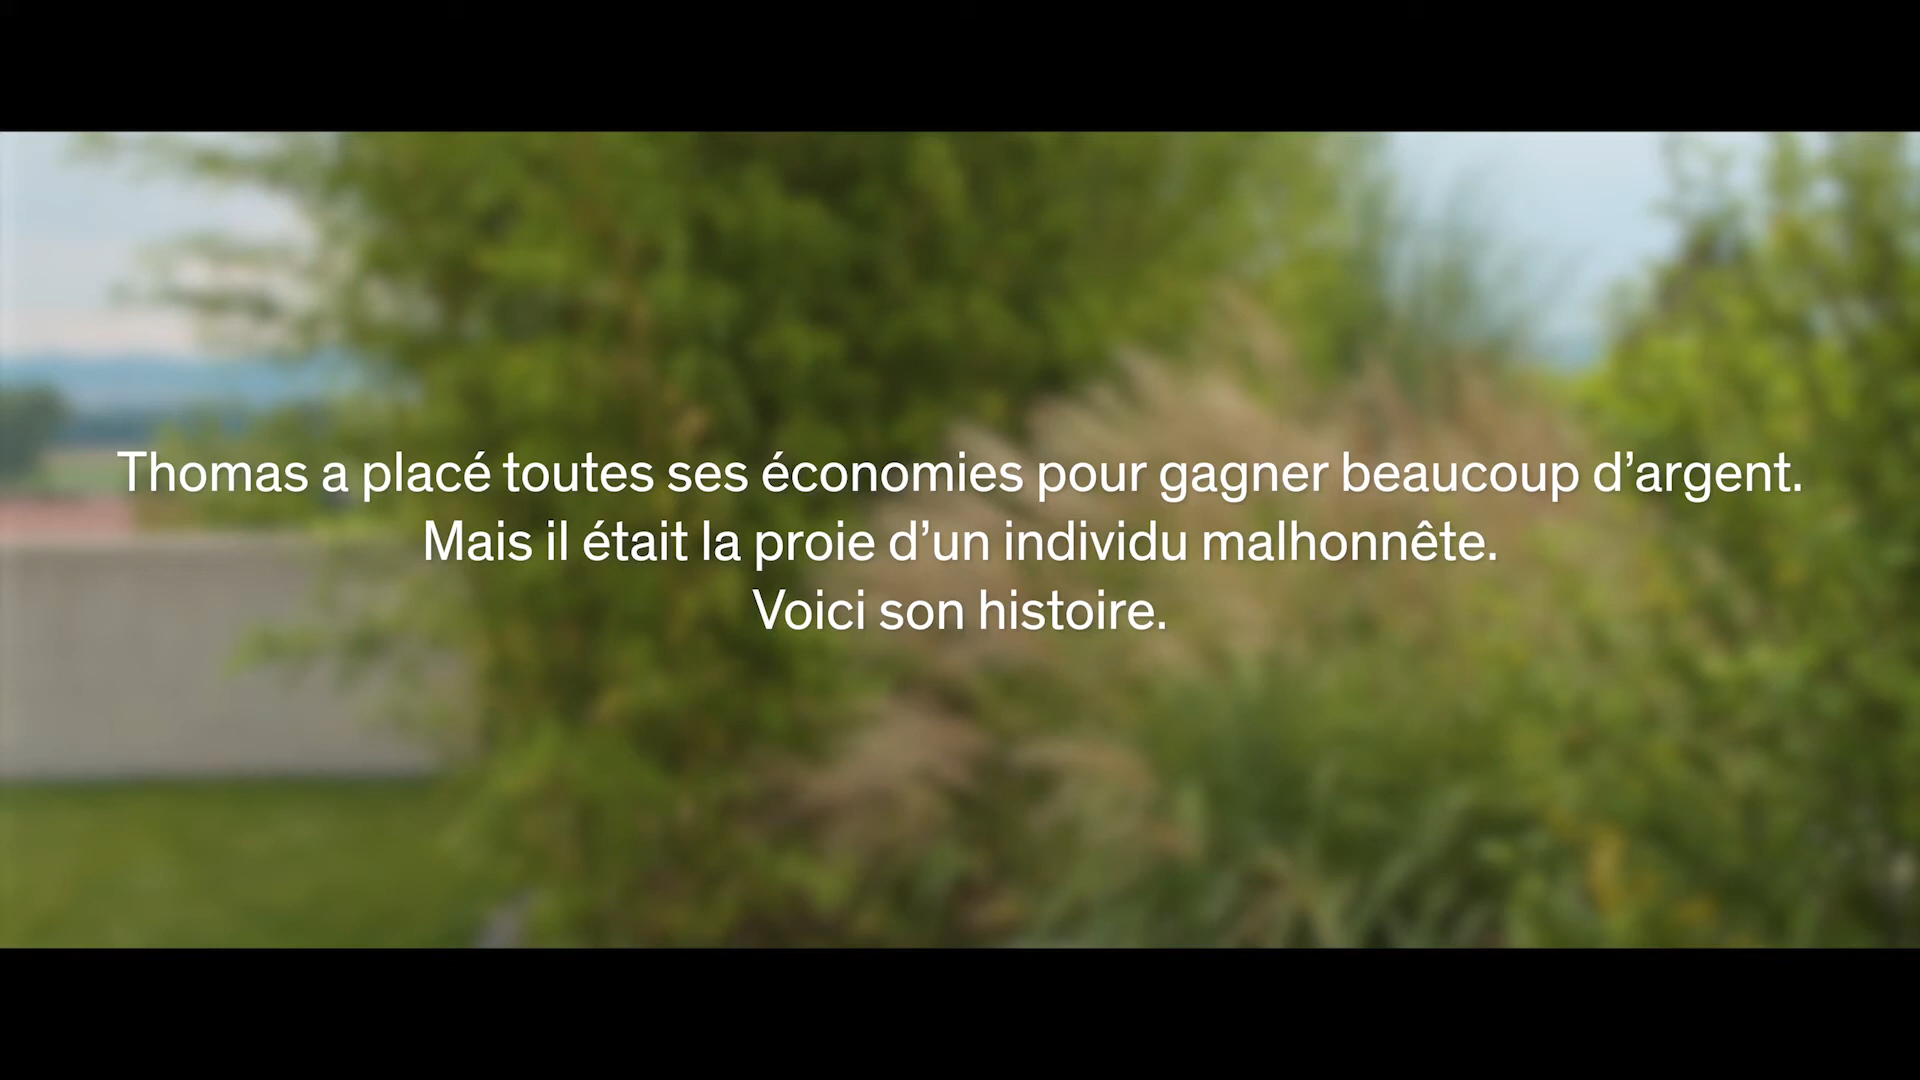 Thomas a placé toutes ses économies pour gagner beaucoup d’argent.
Mais il était la proie d’un individu malhonnête.
Voici son histoire.